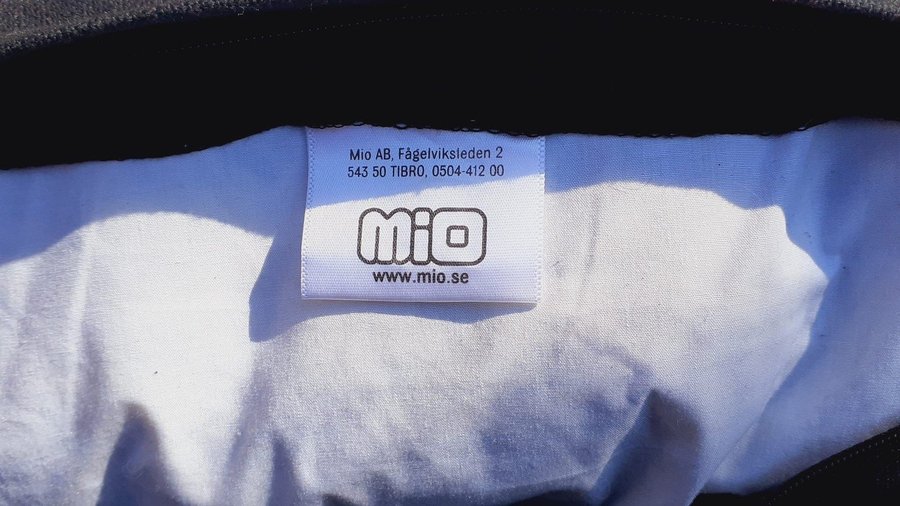 Mio AB, Fågelviksleden 2
543 50 TIBRO, 0504-412 00
MiO
www.mio.se